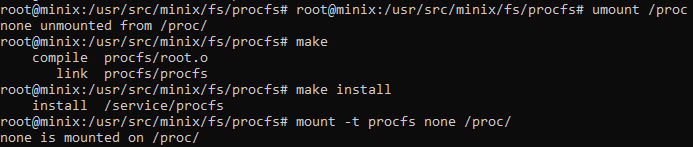 root@minix:/usr/src/minix/fs/procfs# root@minix:/usr/src/minix/fs/procfs# umount /proc
none unmounted from /proc/
root@minix:/usr/src/minix/fs/procfs# make
    compile  procfs/root.o
       link  procfs/procfs
root@minix:/usr/src/minix/fs/procfs# make install
    install  /service/procfs
root@minix:/usr/src/minix/fs/procfs# mount -t procfs none /proc/
none is mounted on /proc/